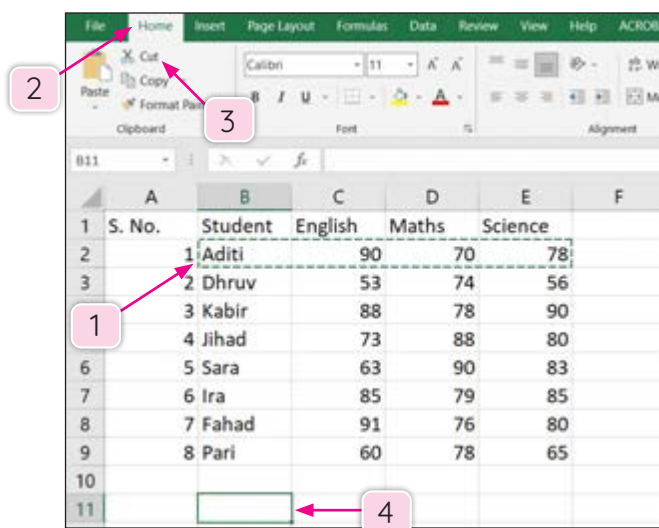 File Home Insert Page Layout Formulas Data Review View Help ACROB
Cut
Copy
Paste
Format Pain
Calibri 11 A A
B I U A
Clipboard Font Alignment
2
3
B11 fx
A B C D E F
1 S. No. Student English Maths Science
2 1 Aditi 90 70 78
3 2 Dhruv 53 74 56
3 Kabir 88 78 90
1
4 Jihad 73 88 80
6 5 Sara 63 90 83
7 6 Ira 85 79 85
8 7 Fahad 91 76 80
9 8 Pari 60 78 65
10
11
4